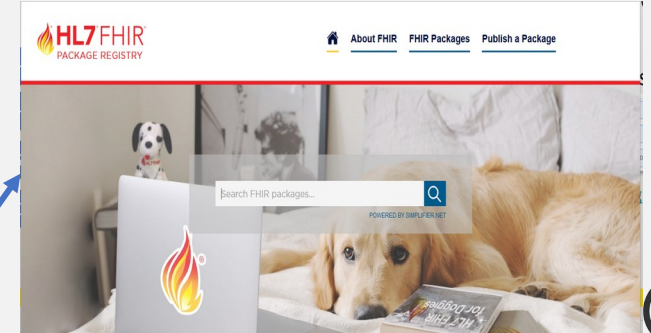 HL7 FHIR®
PACKAGE REGISTRY
About FHIR FHIR Packages Publish a Package
Search FHIR packages...
POWERED BY SIMPLIFIER.NET
®
HL7 FHIR
for Doggies